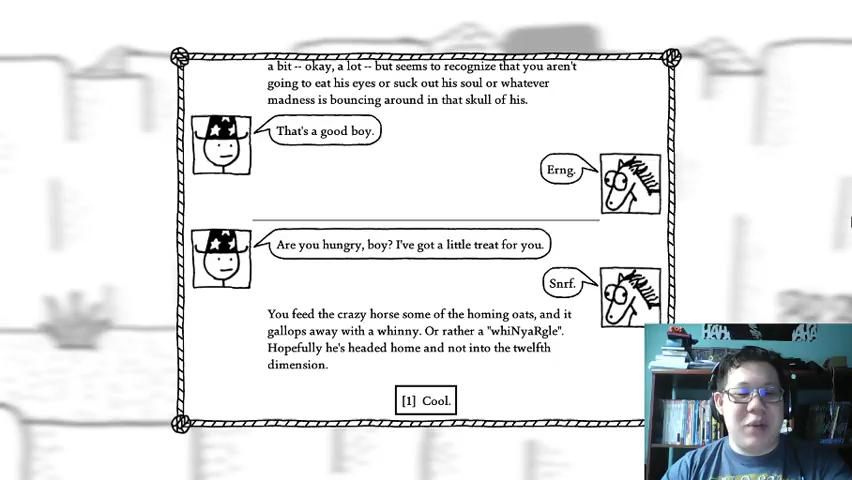 a bit -- okay, a lot -- but seems to recognize that you aren't
going to eat his eyes or suck out his soul or whatever
madness is bouncing around in that skull of his.
That's a good boy.
Erng.
Are you hungry, boy? I've got a little treat for you.
Snrf.
You feed the crazy horse some of the homing oats, and it
gallops away with a whinny. Or rather a "whiNyaRgle".
Hopefully he's headed home and not into the twelfth
dimension.
[1] Cool.